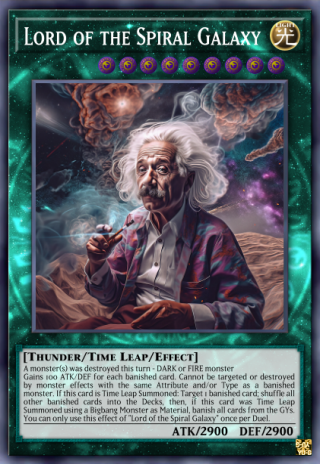 LORD OF THE SPIRAL GALAXY
LIGHT
光
[THUNDER/TIME LEAP/EFFECT]
A monster(s) was destroyed this turn - DARK or FIRE monster
Gains 100 ATK/DEF for each banished card. Cannot be targeted or destroyed
by monster effects with the same Attribute and/or Type as a banished
monster. If this card is Time Leap Summoned: Target 1 banished card; shuffle all
other banished cards into the Decks, then, if this card was Time Leap
Summoned using a Bigbang Monster as Material, banish all cards from the GYs.
You can only use this effect of "Lord of the Spiral Galaxy" once per Duel.
ATK/2900 DEF/2900